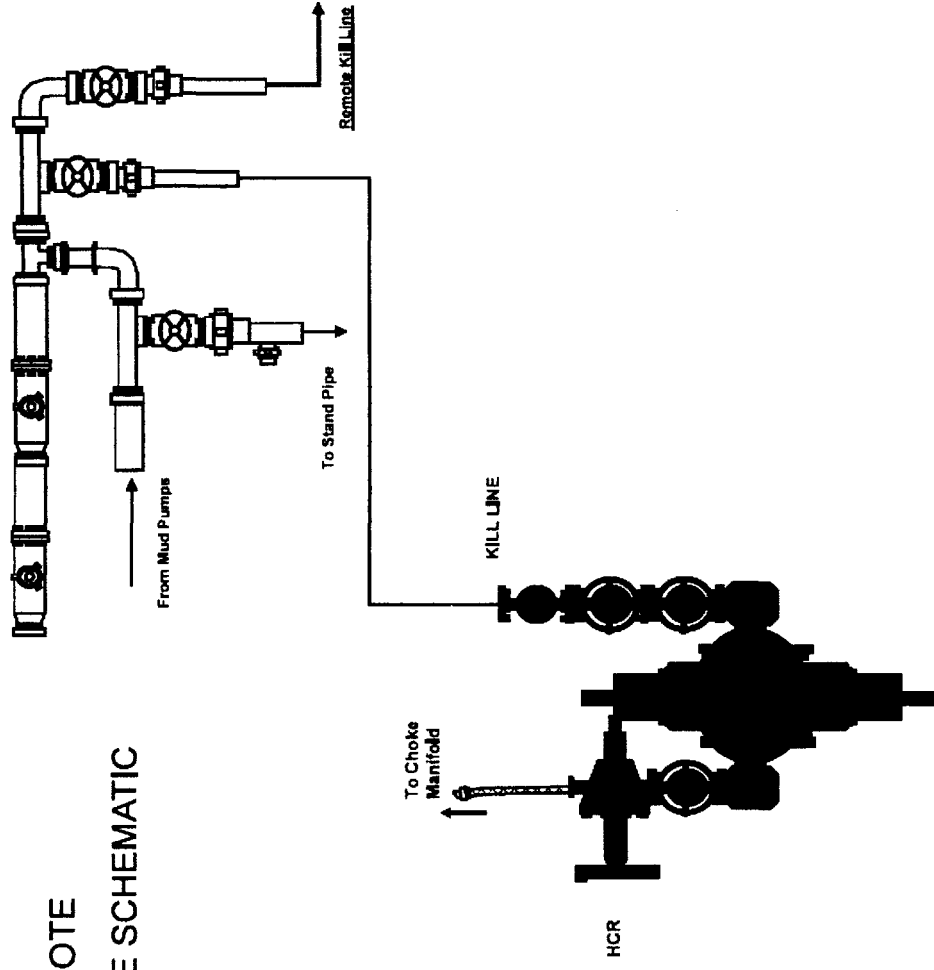 OTE
E SCHEMATIC
Remote Kill Line
To Stand Pipe
From Mud Pumps
KILL LINE
To Choke
Manifold
HCR